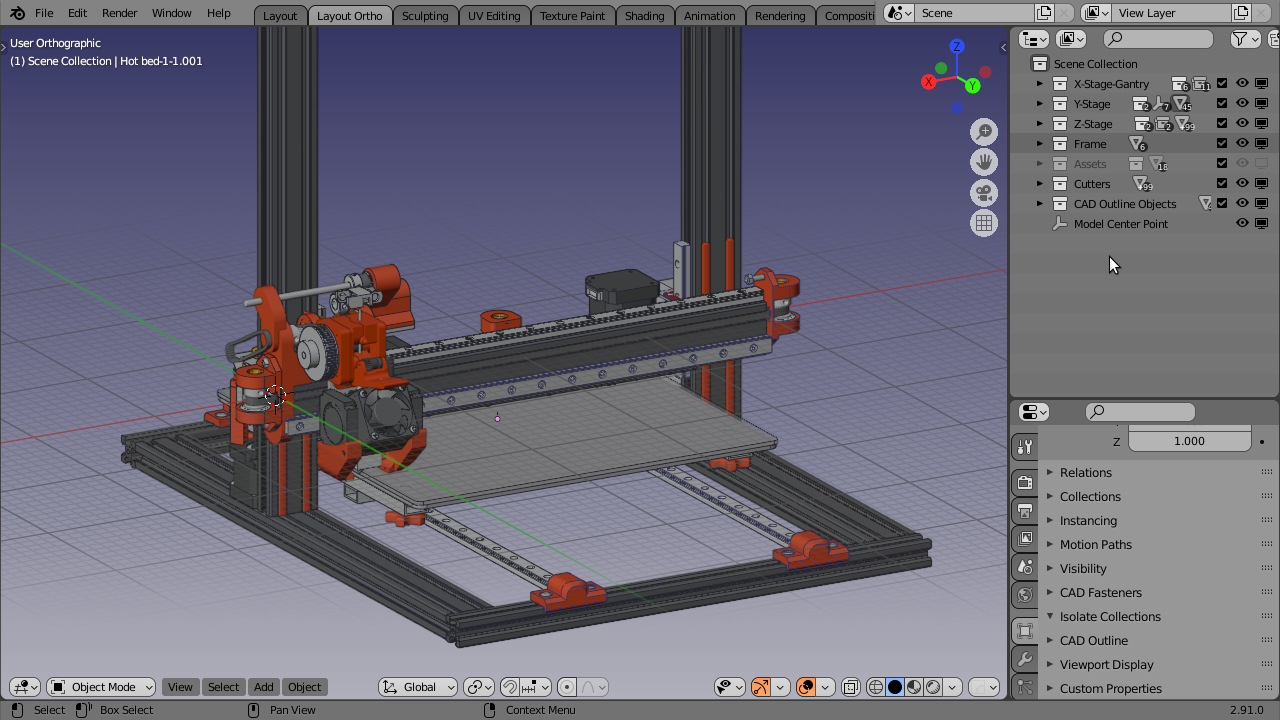 File Edit Render Window Help
Layout Layout Ortho Sculpting UV Editing Texture Paint Shading Animation Rendering Compositi
Scene
View Layer
User Orthographic
(1) Scene Collection | Hot bed-1-1.001
Z
X
Y
Scene Collection
X-Stage-Gantry 6 11
Y-Stage 2 7 45
Z-Stage 2 2 99
Frame 6
Assets 18
Cutters 99
CAD Outline Objects
Model Center Point
Z 1.000
Relations
Collections
Instancing
Motion Paths
Visibility
CAD Fasteners
Isolate Collections
CAD Outline
Viewport Display
Custom Properties
Object Mode View Select Add Object Global
Select Box Select Pan View Context Menu 2.91.0